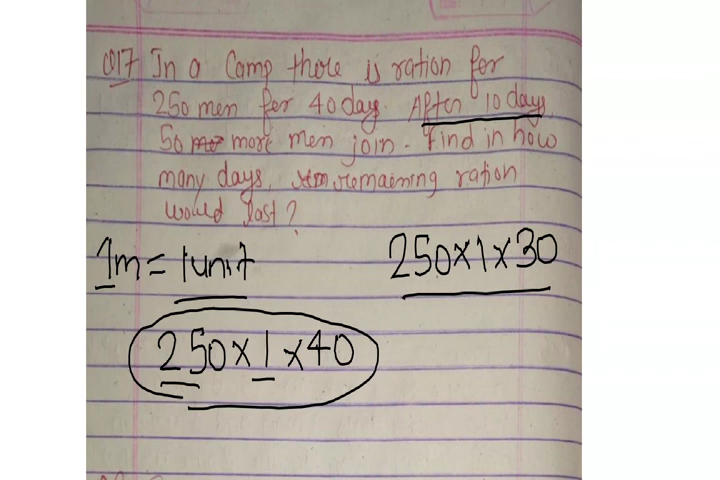 Q17 In a Camp there is ration for
250 men for 40 days. After 10 days
50 more men join. Find in how
many days, remaining ration
would last?
1m = 1unit 250×1×30
250×1×40